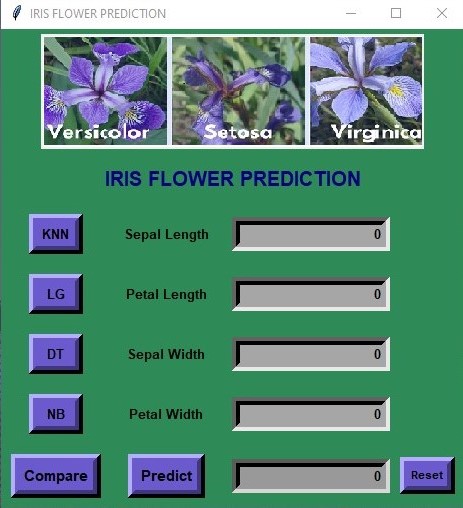 IRIS FLOWER PREDICTION
Versicolor Setosa Virginica
IRIS FLOWER PREDICTION
KNN Sepal Length 0
LG Petal Length 0
DT Sepal Width 0
NB Petal Width 0
Compare Predict 0 Reset